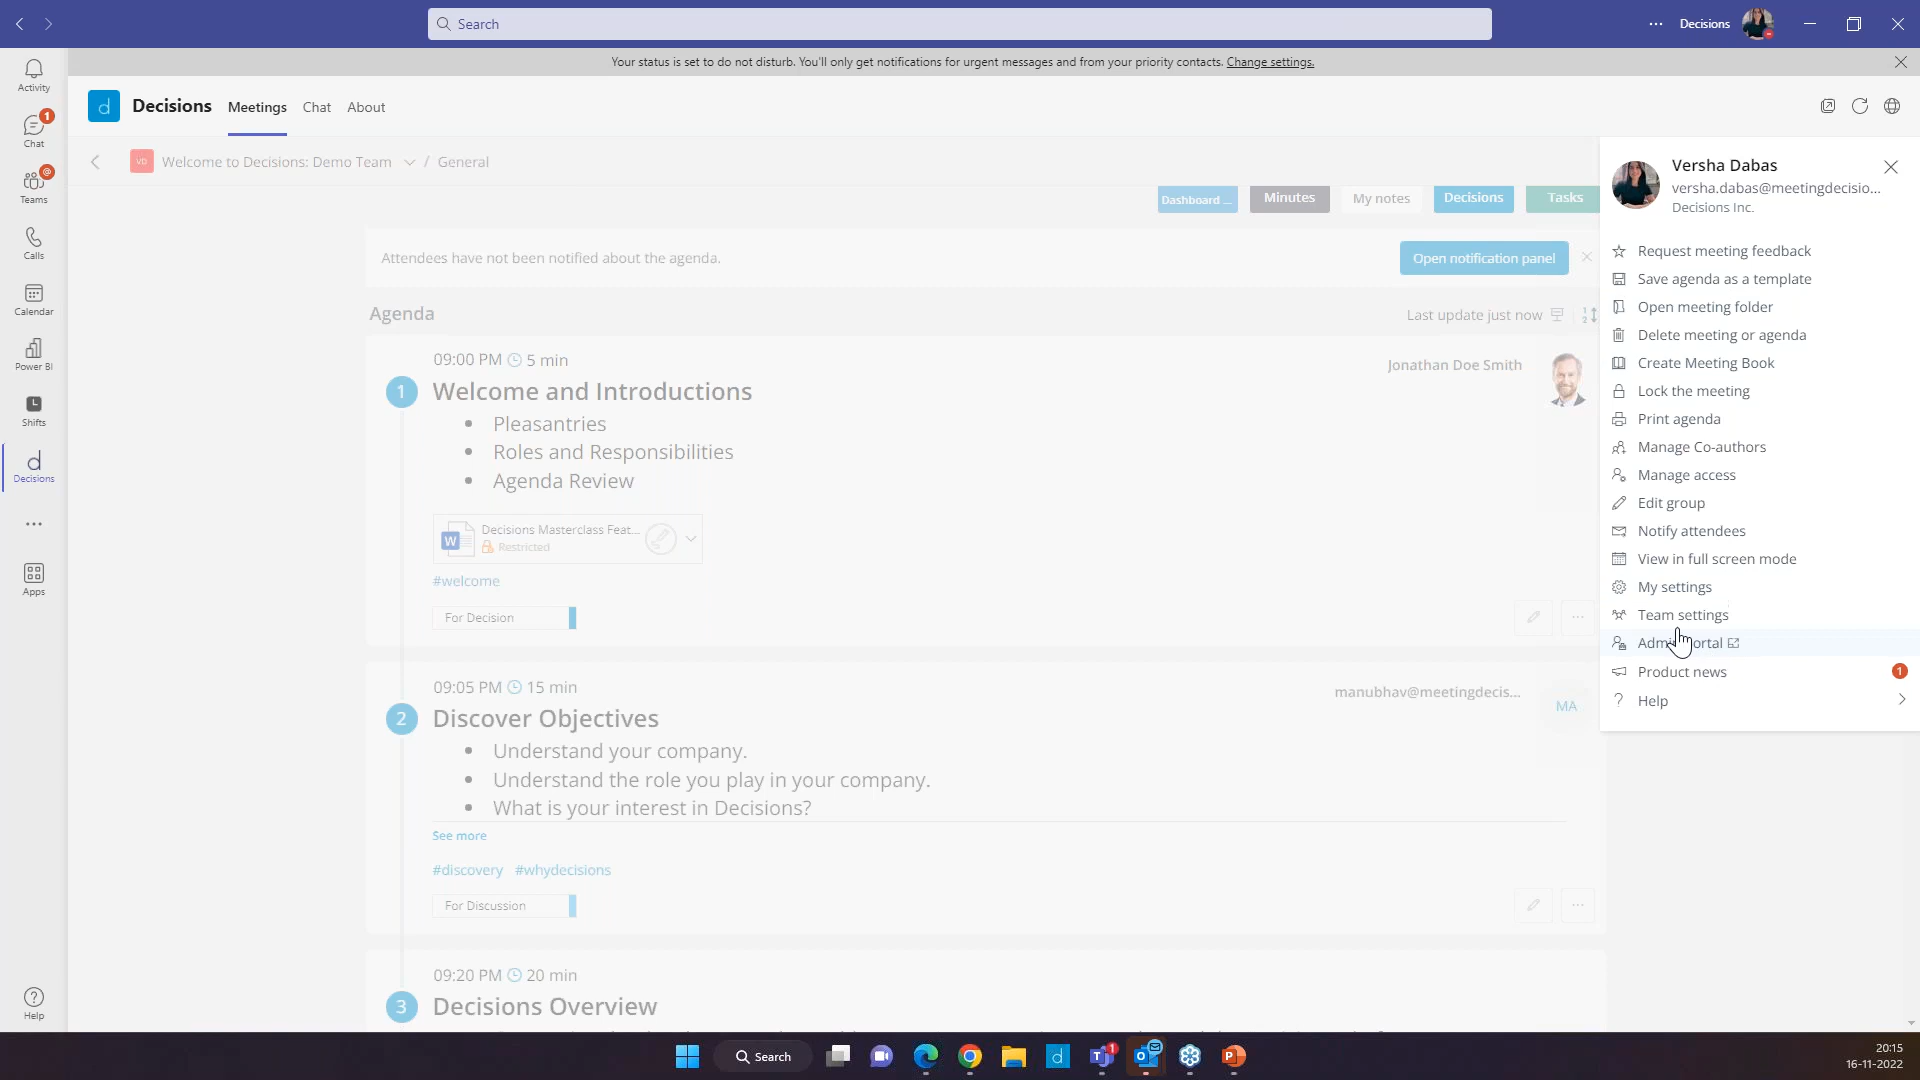 Search
Decisions
Your status is set to do not disturb. You'll only get notifications for urgent messages and from your priority contacts. Change settings.
Activity
1
Chat
@
Teams
Calls
Calendar
Power BI
Shifts
d
Decisions
Apps
Help
d Decisions Meetings Chat About
VD Welcome to Decisions: Demo Team / General
Dashboard ... Minutes My notes Decisions Tasks
Attendees have not been notified about the agenda. Open notification panel
Agenda Last update just now
09:00 PM 5 min Jonathan Doe Smith
1 Welcome and Introductions
• Pleasantries
• Roles and Responsibilities
• Agenda Review
W Decisions Masterclass Feat...
Restricted
#welcome
For Decision
09:05 PM 15 min manubhav@meetingdecis... MA
2 Discover Objectives
• Understand your company.
• Understand the role you play in your company.
• What is your interest in Decisions?
See more
#discovery #whydecisions
For Discussion
09:20 PM 20 min
3 Decisions Overview
Versha Dabas
versha.dabas@meetingdecisio...
Decisions Inc.
Request meeting feedback
Save agenda as a template
Open meeting folder
Delete meeting or agenda
Create Meeting Book
Lock the meeting
Print agenda
Manage Co-authors
Manage access
Edit group
Notify attendees
View in full screen mode
My settings
Team settings
Product news 1
Help
Search
20:15
16-11-2022